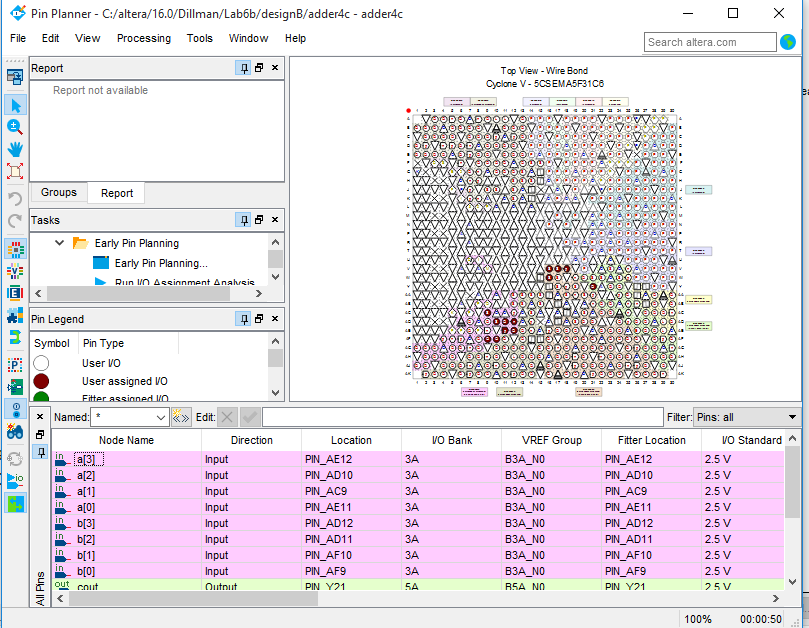 Pin Planner - C:/altera/16.0/Dillman/Lab6b/designB/adder4c - adder4c
File Edit View Processing Tools Window Help
Search altera.com
Report
Report not available
Groups Report
Tasks
Early Pin Planning
Early Pin Planning...
Run I/O Assignment Analysis
Pin Legend
Symbol Pin Type
User I/O
User assigned I/O
Fitter assigned I/O
Top View - Wire Bond
Cyclone V - 5CSEMA5F31C6
Named: * Edit: Filter: Pins: all
Node Name Direction Location I/O Bank VREF Group Fitter Location I/O Standard
in a[3] Input PIN_AE12 3A B3A_N0 PIN_AE12 2.5 V
in a[2] Input PIN_AD10 3A B3A_N0 PIN_AD10 2.5 V
in a[1] Input PIN_AC9 3A B3A_N0 PIN_AC9 2.5 V
in a[0] Input PIN_AE11 3A B3A_N0 PIN_AE11 2.5 V
in b[3] Input PIN_AD12 3A B3A_N0 PIN_AD12 2.5 V
in b[2] Input PIN_AD11 3A B3A_N0 PIN_AD11 2.5 V
in b[1] Input PIN_AF10 3A B3A_N0 PIN_AF10 2.5 V
in b[0] Input PIN_AF9 3A B3A_N0 PIN_AF9 2.5 V
out cout Output PIN_Y21 5A B5A_N0 PIN_Y21 2.5 V
All Pins
100% 00:00:50